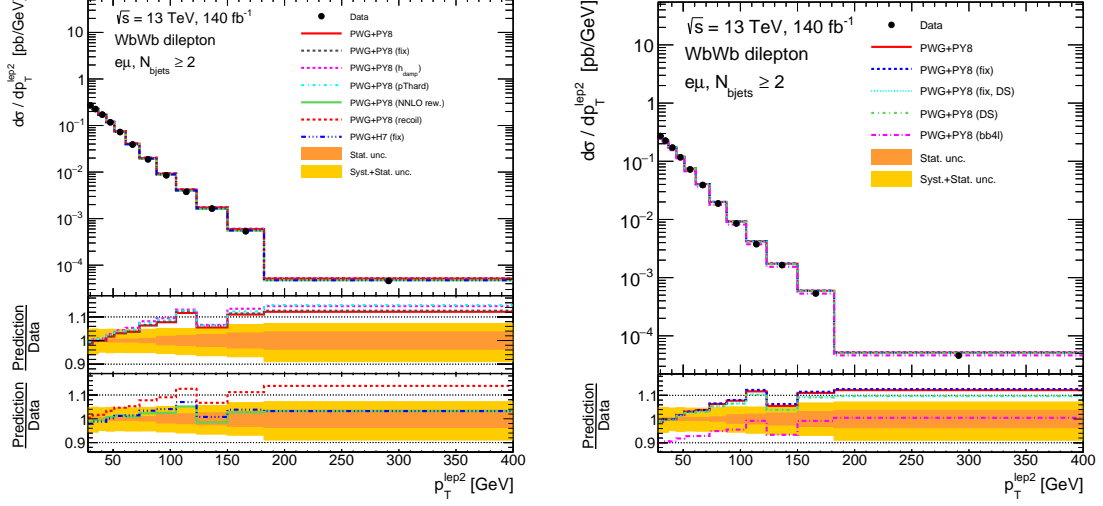 √s = 13 TeV, 140 fb⁻¹
WbWb dilepton
eμ, N_bjets ≥ 2
Data
PWG+PY8
PWG+PY8 (fix)
PWG+PY8 (h_damp)
PWG+PY8 (pThard)
PWG+PY8 (NNLO rew.)
PWG+PY8 (recoil)
PWG+H7 (fix)
Stat. unc.
Syst.+Stat. unc.
dσ / dp_T^lep2 [pb/GeV]
10
1
10⁻¹
10⁻²
10⁻³
10⁻⁴
Prediction
Data
1.1
1
0.9
Prediction
Data
1.1
1
0.9
50 100 150 200 250 300 350 400
p_T^lep2 [GeV]
√s = 13 TeV, 140 fb⁻¹
WbWb dilepton
eμ, N_bjets ≥ 2
Data
PWG+PY8
PWG+PY8 (fix)
PWG+PY8 (fix, DS)
PWG+PY8 (DS)
PWG+PY8 (bb4l)
Stat. unc.
Syst.+Stat. unc.
dσ / dp_T^lep2 [pb/GeV]
10
1
10⁻¹
10⁻²
10⁻³
10⁻⁴
Prediction
Data
1.1
1
0.9
50 100 150 200 250 300 350 400
p_T^lep2 [GeV]